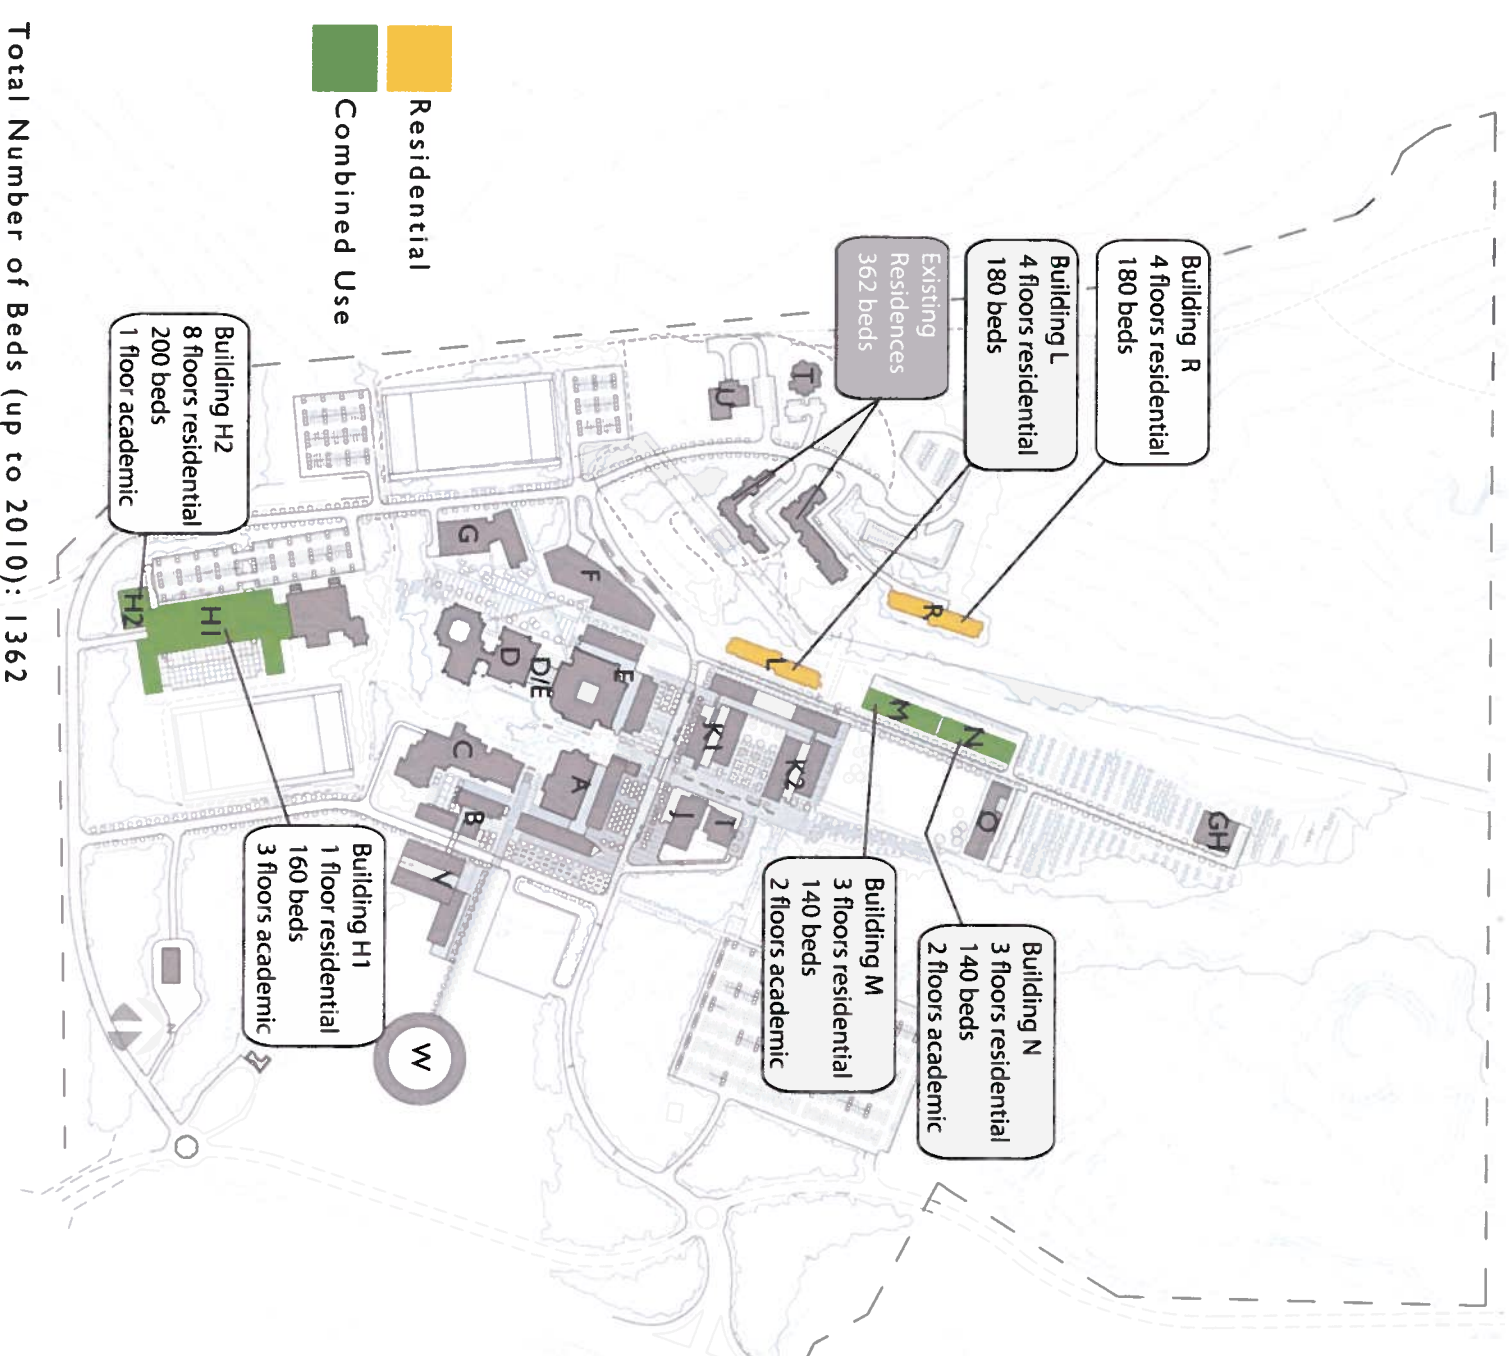 Residential
Combined Use
Total Number of Beds (up to 2010): 1362
Building R
4 floors residential
180 beds
Building L
4 floors residential
180 beds
Existing
Residences
362 beds
Building H2
8 floors residential
200 beds
1 floor academic
Building N
3 floors residential
140 beds
2 floors academic
Building M
3 floors residential
140 beds
2 floors academic
Building H1
1 floor residential
160 beds
3 floors academic
T
U
R
L
M
N
O
GH
G
F
E
D
D/E
K1
K2
J
I
A
C
B
V
W
H1
H2
N